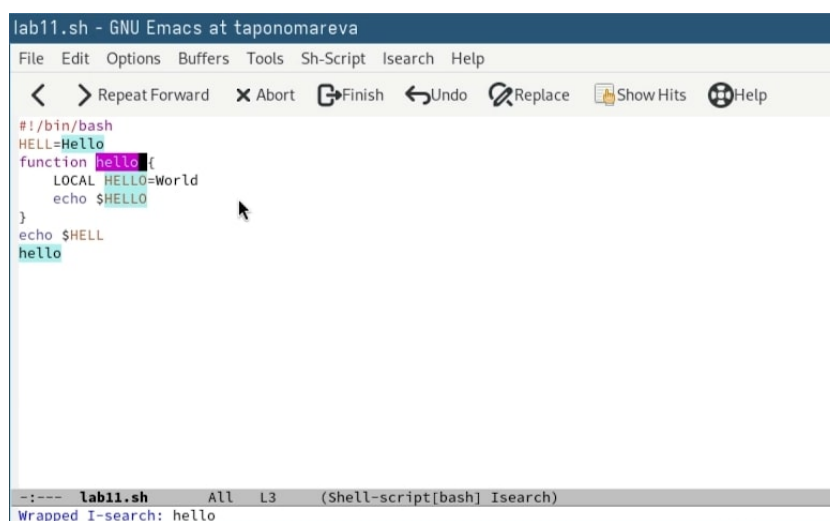 lab11.sh - GNU Emacs at taponomareva
File Edit Options Buffers Tools Sh-Script Isearch Help
Repeat Forward Abort Finish Undo Replace Show Hits Help
#!/bin/bash
HELL=Hello
function hello {
    LOCAL HELLO=World
    echo $HELLO
}
echo $HELL
hello
-:--- lab11.sh All L3 (Shell-script[bash] Isearch)
Wrapped I-search: hello